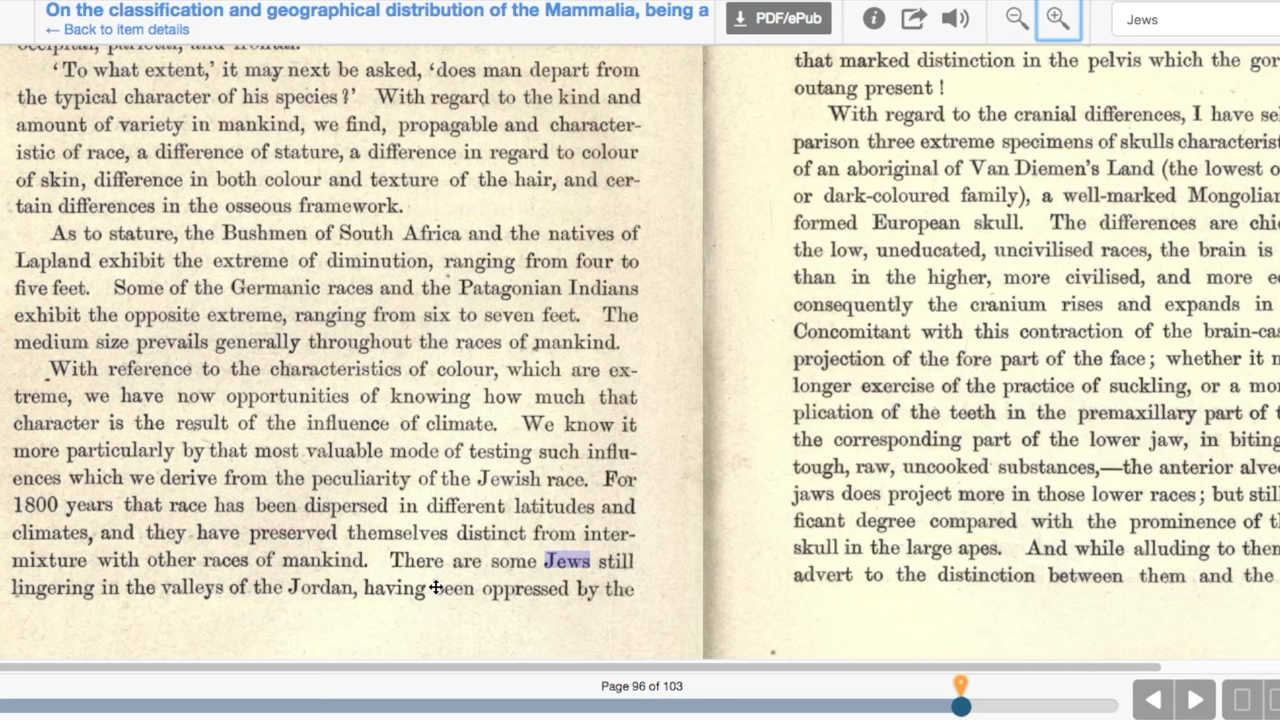 On the classification and geographical distribution of the Mammalia, being a
← Back to item details
PDF/ePub
Jews
occipital, parietal, and frontal.
‘To what extent,’ it may next be asked, ‘does man depart from
the typical character of his species?’ With regard to the kind and
amount of variety in mankind, we find, propagable and character-
istic of race, a difference of stature, a difference in regard to colour
of skin, difference in both colour and texture of the hair, and cer-
tain differences in the osseous framework.
As to stature, the Bushmen of South Africa and the natives of
Lapland exhibit the extreme of diminution, ranging from four to
five feet. Some of the Germanic races and the Patagonian Indians
exhibit the opposite extreme, ranging from six to seven feet. The
medium size prevails generally throughout the races of mankind.
With reference to the characteristics of colour, which are ex-
treme, we have now opportunities of knowing how much that
character is the result of the influence of climate. We know it
more particularly by that most valuable mode of testing such influ-
ences which we derive from the peculiarity of the Jewish race. For
1800 years that race has been dispersed in different latitudes and
climates, and they have preserved themselves distinct from inter-
mixture with other races of mankind. There are some Jews still
lingering in the valleys of the Jordan, having been oppressed by the
that marked distinction in the pelvis which the gor
outang present!
With regard to the cranial differences, I have se
parison three extreme specimens of skulls characterist
of an aboriginal of Van Diemen’s Land (the lowest o
or dark-coloured family), a well-marked Mongolian
formed European skull. The differences are chie
the low, uneducated, uncivilised races, the brain is
than in the higher, more civilised, and more e
consequently the cranium rises and expands in
Concomitant with this contraction of the brain-cas
projection of the fore part of the face; whether it m
longer exercise of the practice of suckling, or a mor
plication of the teeth in the premaxillary part of t
the corresponding part of the lower jaw, in biting
tough, raw, uncooked substances,—the anterior alve
jaws does project more in those lower races; but still
ficant degree compared with the prominence of th
skull in the large apes. And while alluding to them
advert to the distinction between them and the
Page 96 of 103